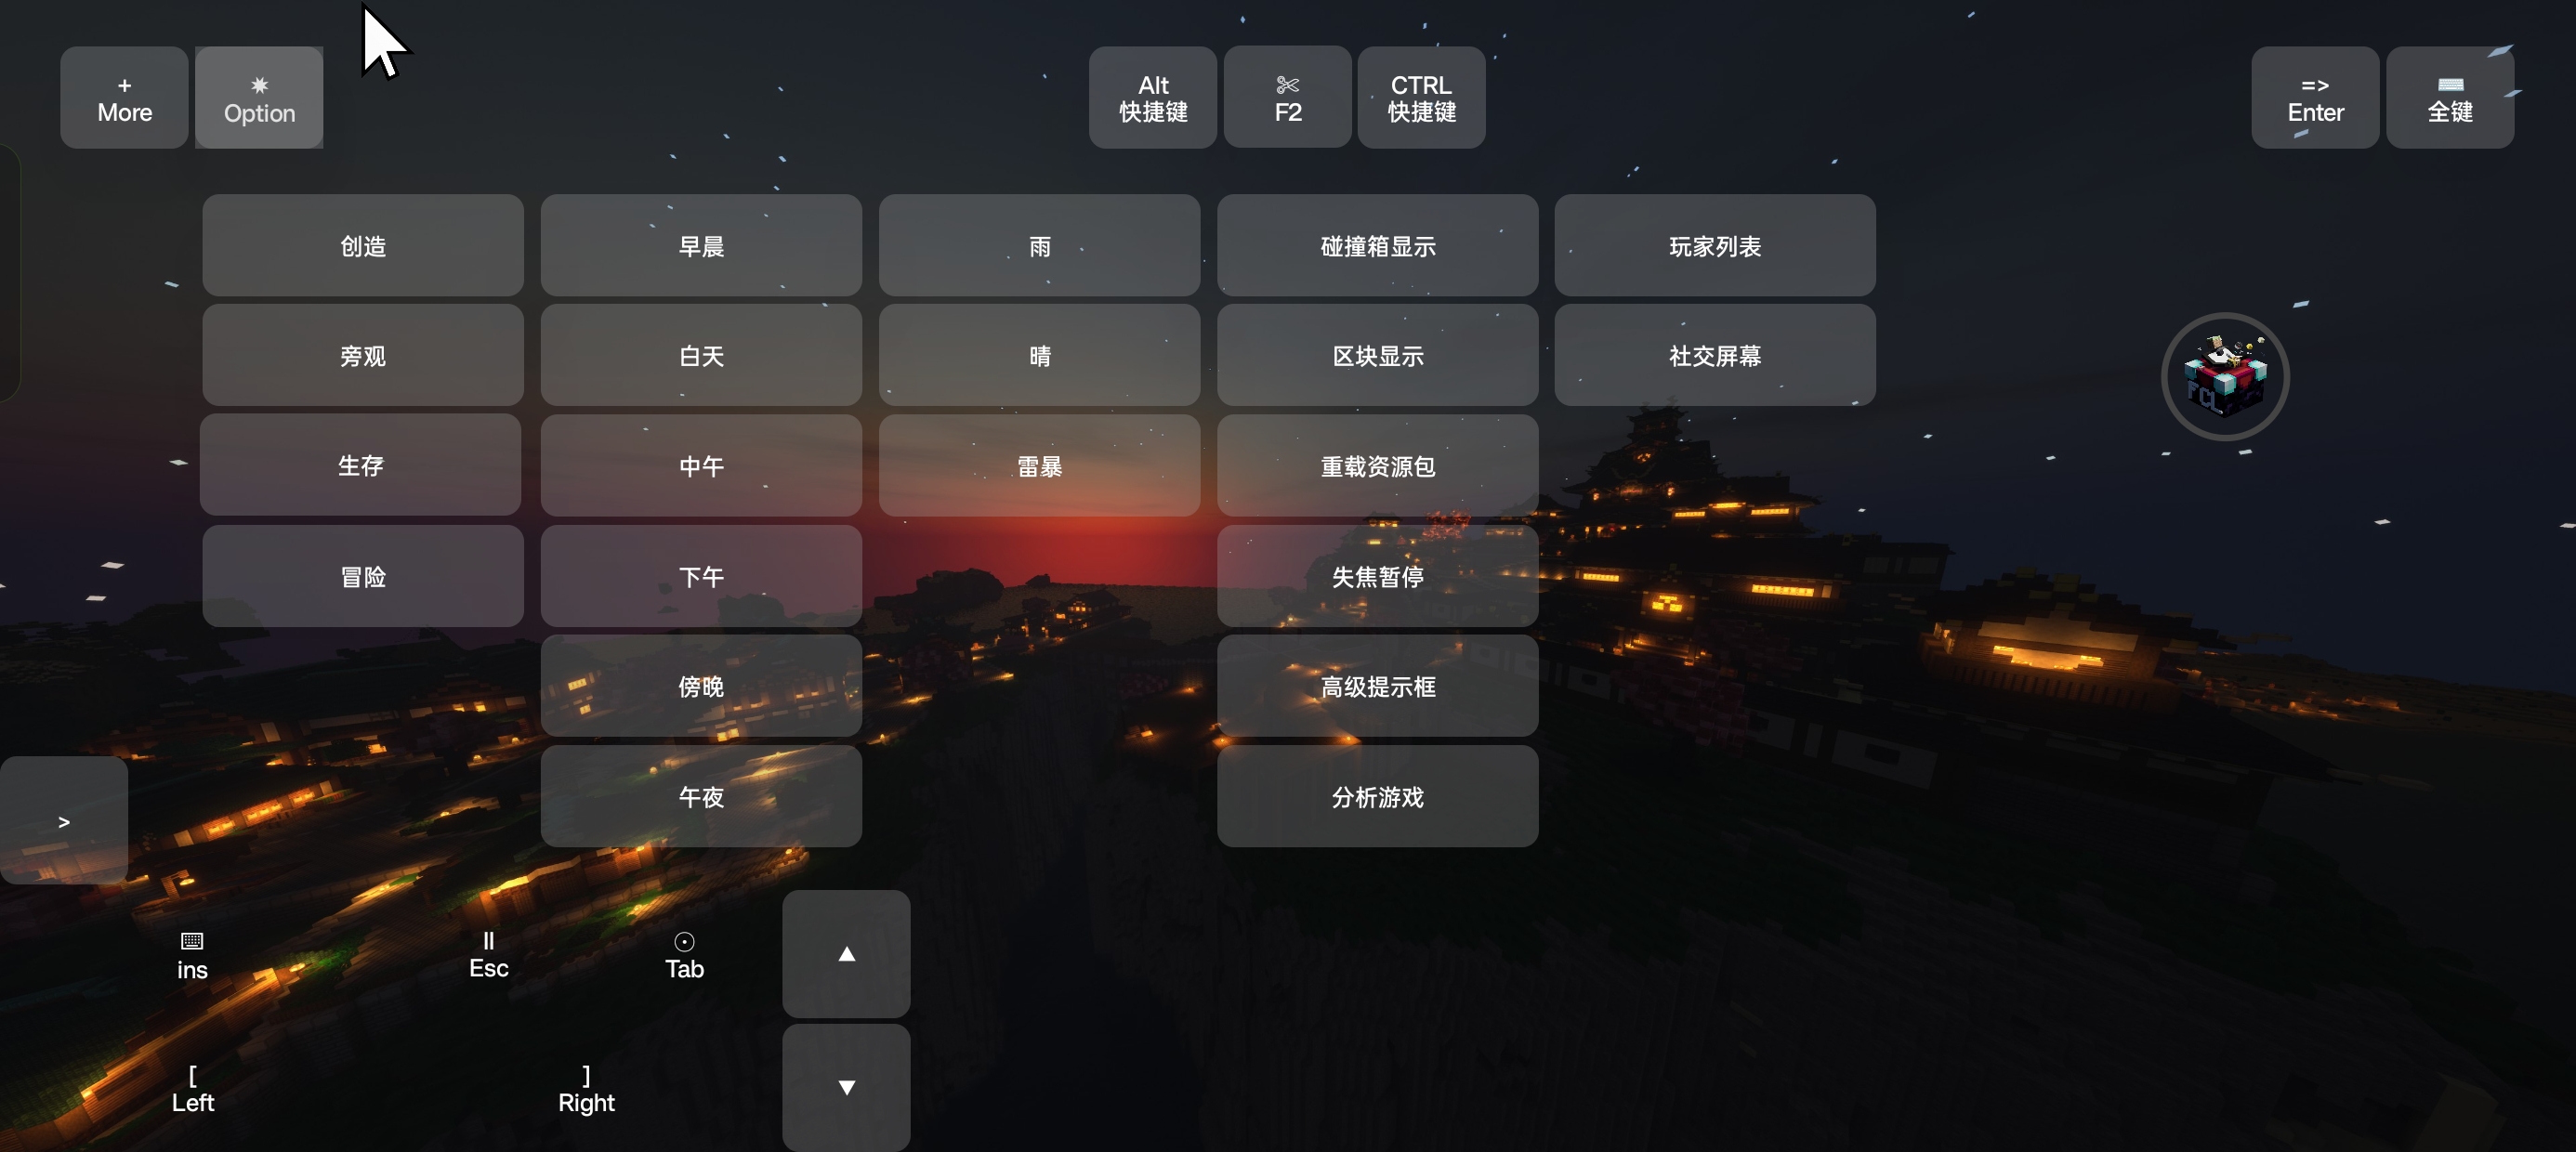 +
More
✷
Option
Alt
快捷键
✄
F2
CTRL
快捷键
=>
Enter
⌨
全键
创造
早晨
雨
碰撞箱显示
玩家列表
旁观
白天
晴
区块显示
社交屏幕
FCL
生存
中午
雷暴
重载资源包
冒险
下午
失焦暂停
傍晚
高级提示框
午夜
分析游戏
>
⌨
ins
II
Esc
⊙
Tab
▲
[
Left
]
Right
▼